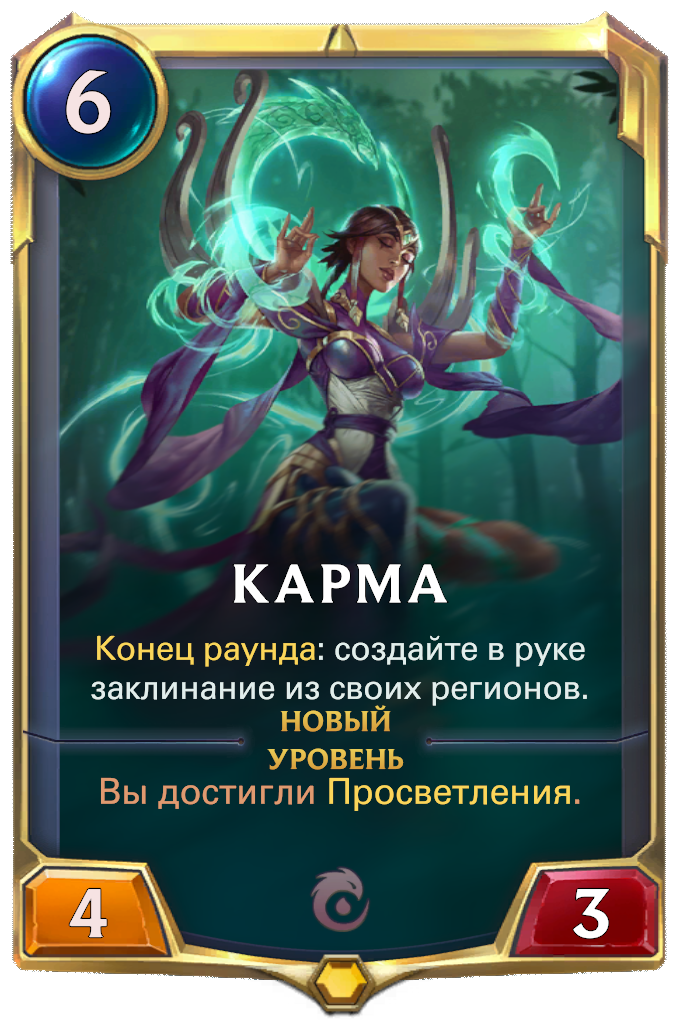 6
КАРМА
Конец раунда: создайте в руке
заклинание из своих регионов.
НОВЫЙ
УРОВЕНЬ
Вы достигли Просветления.
4
3